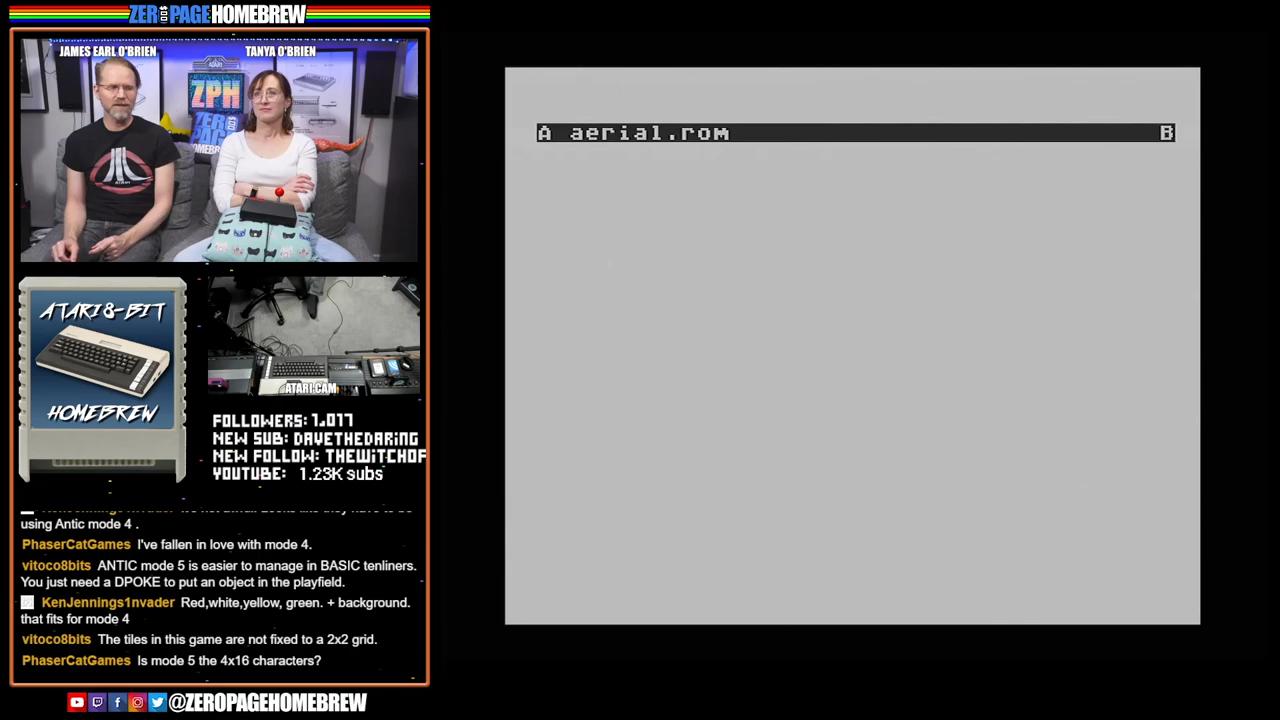 ZEROPAGEHOMEBREW
JAMES EARL O'BRIEN
TANYA O'BRIEN
ATARI
ZPH
ZERO
PAGE
HOMEBREW
ATARI
A aerial.rom B
ATARI 8-BIT
HOMEBREW
ATARI CAM
FOLLOWERS: 1,017
NEW SUB: DAVETHEDARING
NEW FOLLOW: THEWITCHOF
YOUTUBE: 1.23K subs
using Antic mode 4 .
PhaserCatGames I've fallen in love with mode 4.
vitoco8bits ANTIC mode 5 is easier to manage in BASIC tenliners.
You just need a DPOKE to put an object in the playfield.
KenJennings1nvader Red,white,yellow, green. + background.
that fits for mode 4
vitoco8bits The tiles in this game are not fixed to a 2x2 grid.
PhaserCatGames Is mode 5 the 4x16 characters?
@ZEROPAGEHOMEBREW